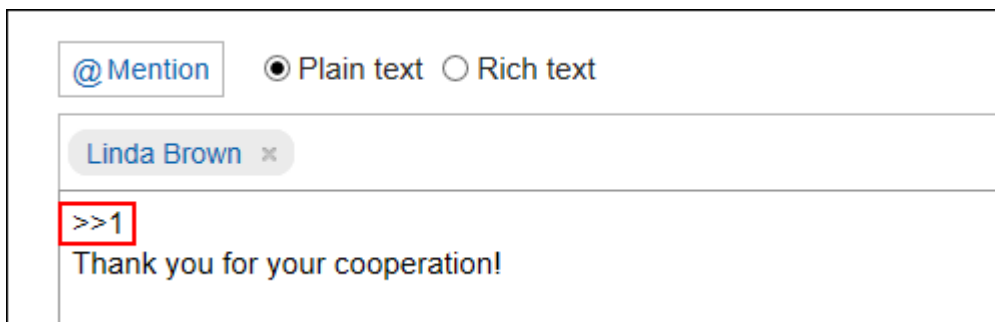 @Mention Plain text Rich text
Linda Brown ×
>>1
Thank you for your cooperation!